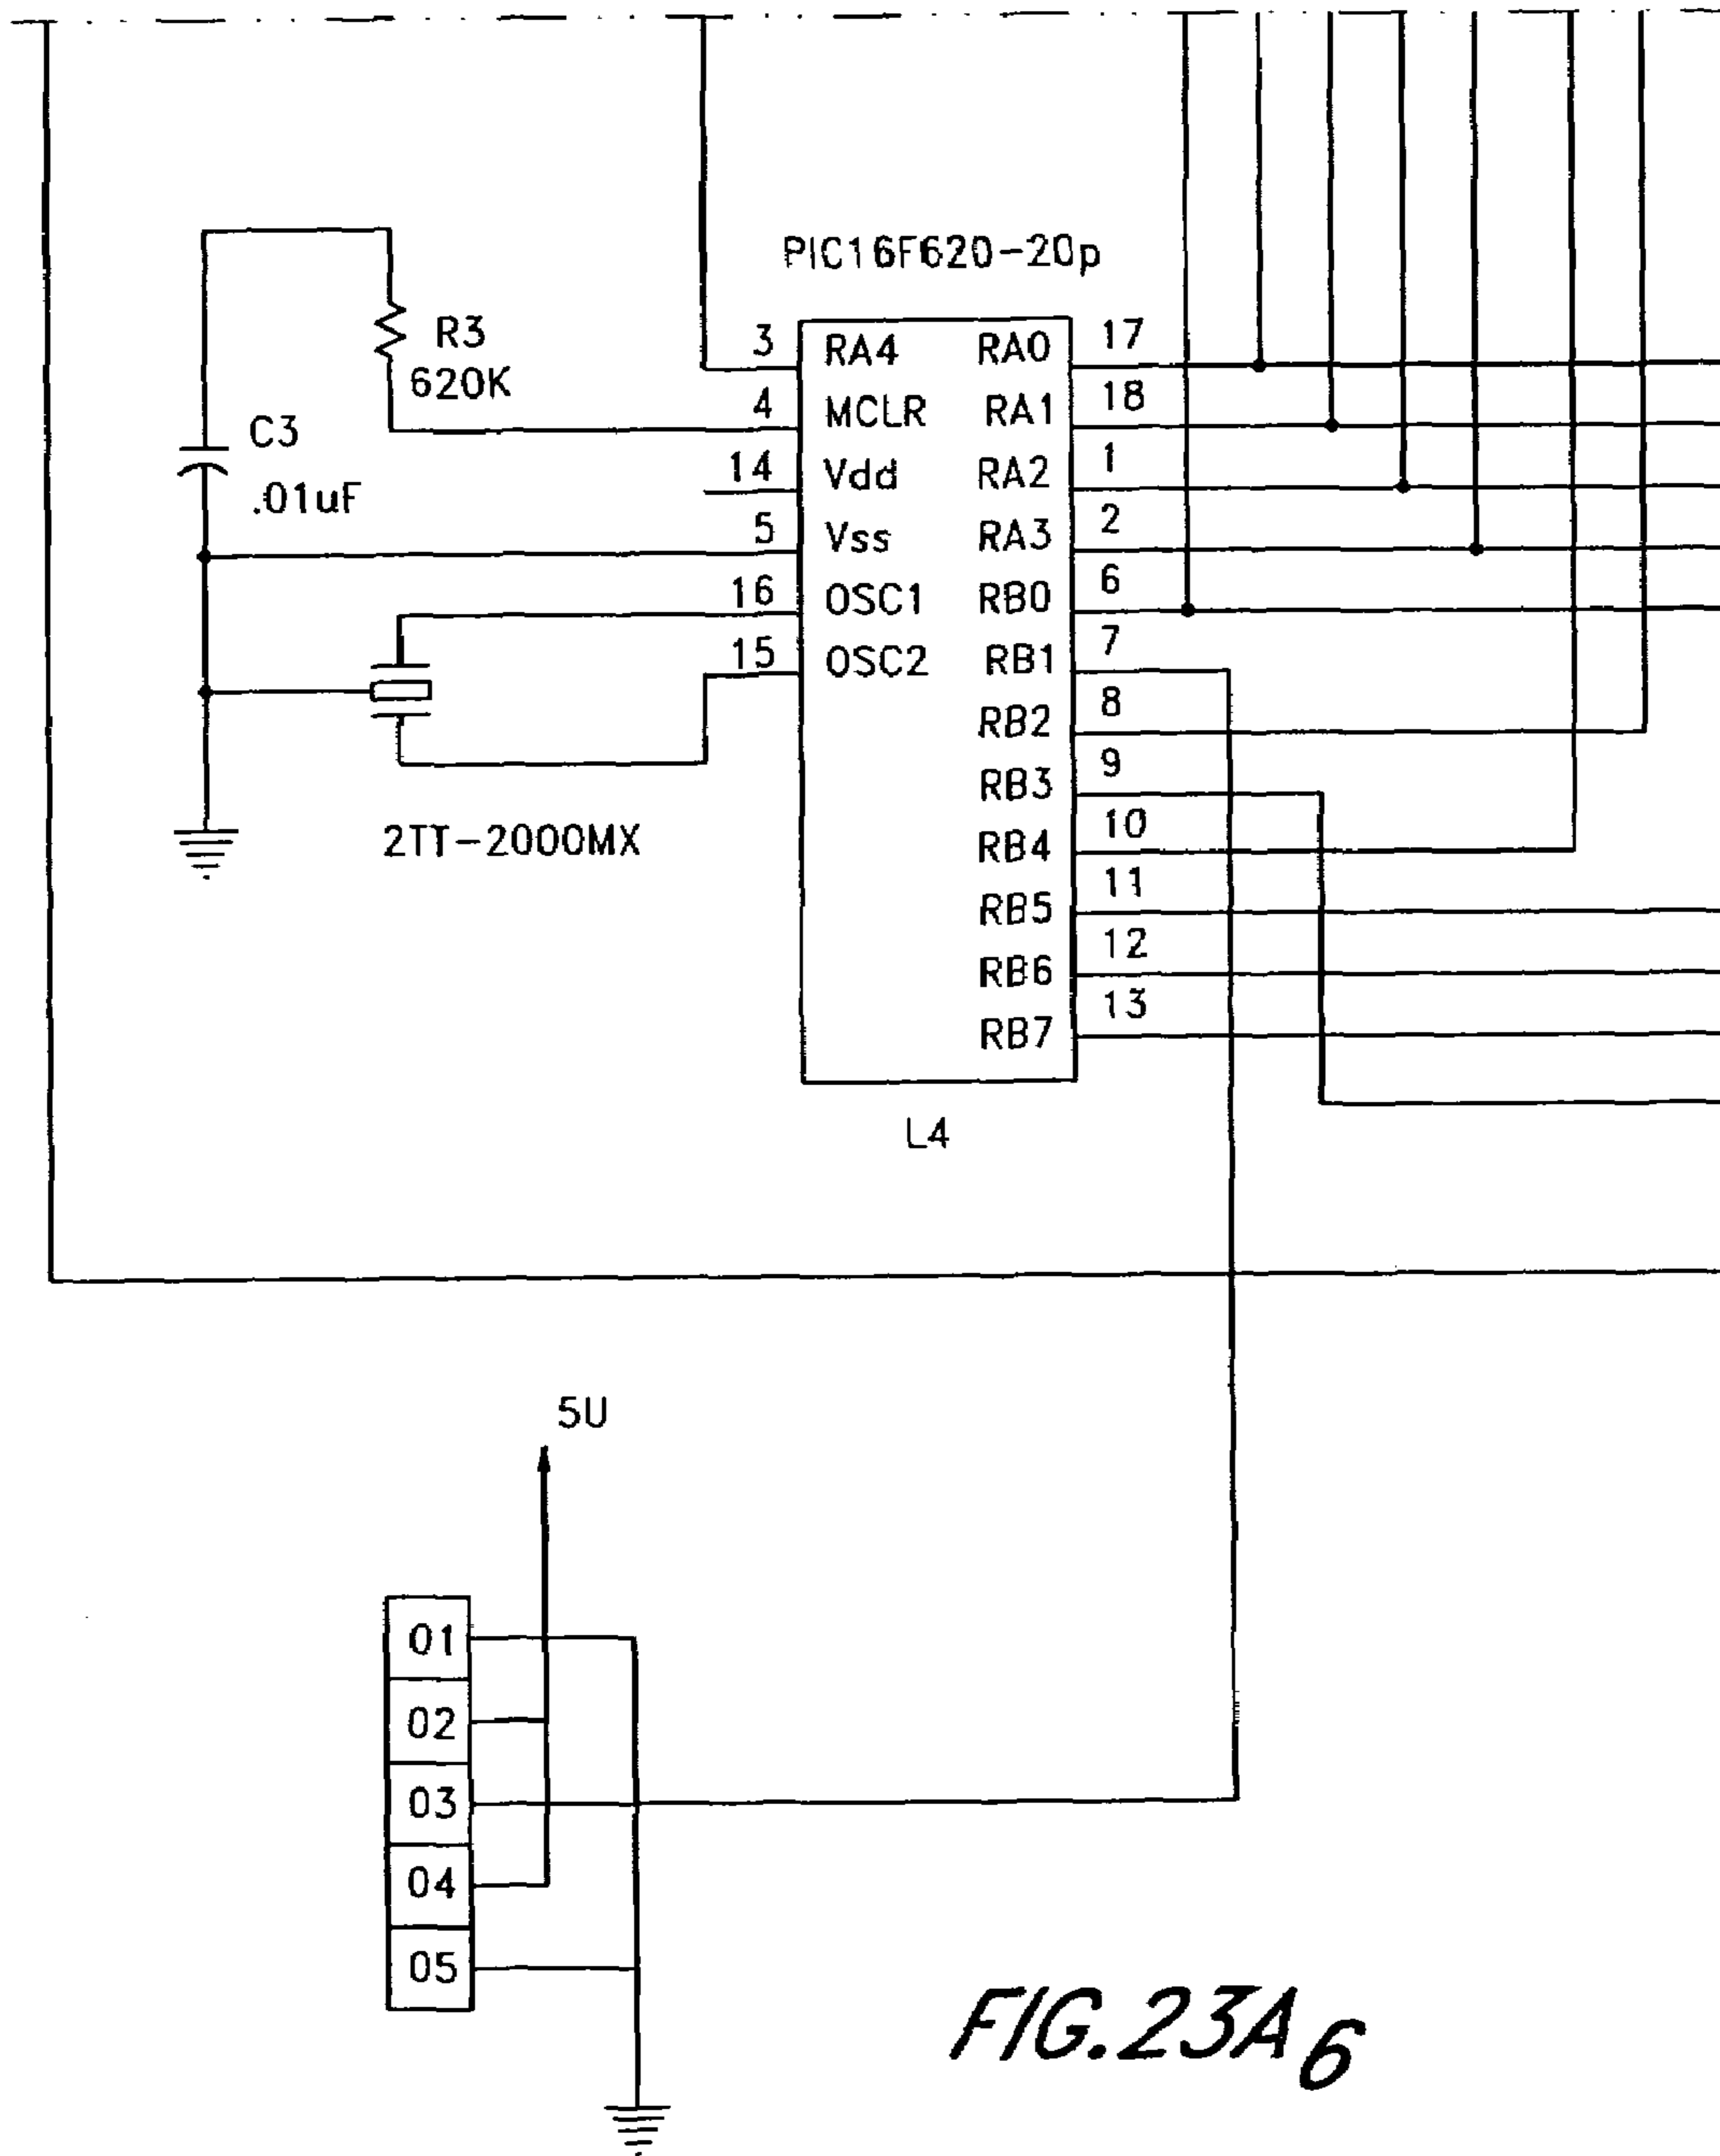 PIC16F620-20p
R3
620K
C3
.01uF
3 RA4 RA0 17
4 MCLR RA1 18
14 Vdd RA2 1
5 Vss RA3 2
16 OSC1 RB0 6
15 OSC2 RB1 7
RB2 8
RB3 9
RB4 10
RB5 11
RB6 12
RB7 13
2TT-2000MX
L4
5U
01
02
03
04
05
FIG.23A6